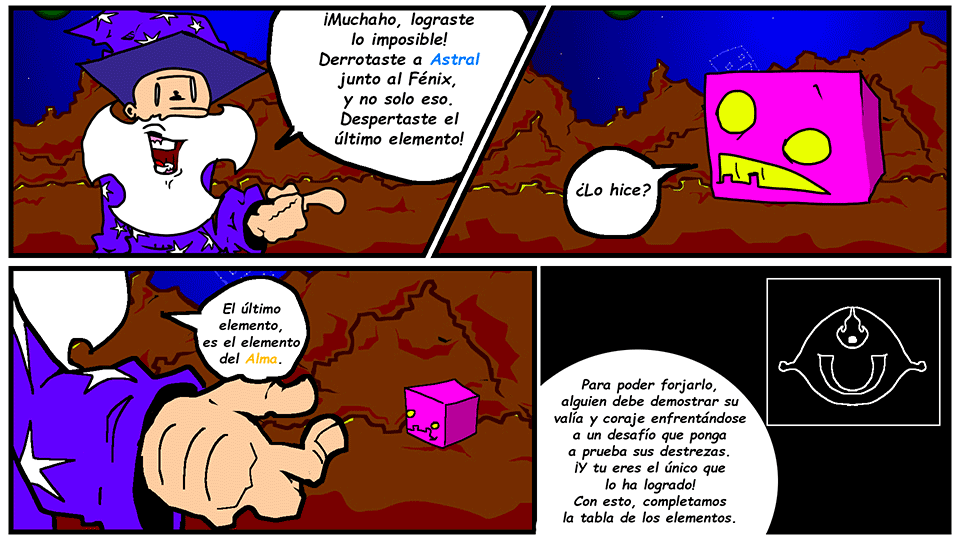 ¡Muchaho, lograste
lo imposible!
Derrotaste a Astral
junto al Fénix,
y no solo eso.
Despertaste el
último elemento!
¿Lo hice?
El último
elemento,
es el elemento
del Alma.
Para poder forjarlo,
alguien debe demostrar su
valía y coraje enfrentándose
a un desafío que ponga
a prueba sus destrezas.
¡Y tu eres el único que
lo ha logrado!
Con esto, completamos
la tabla de los elementos.